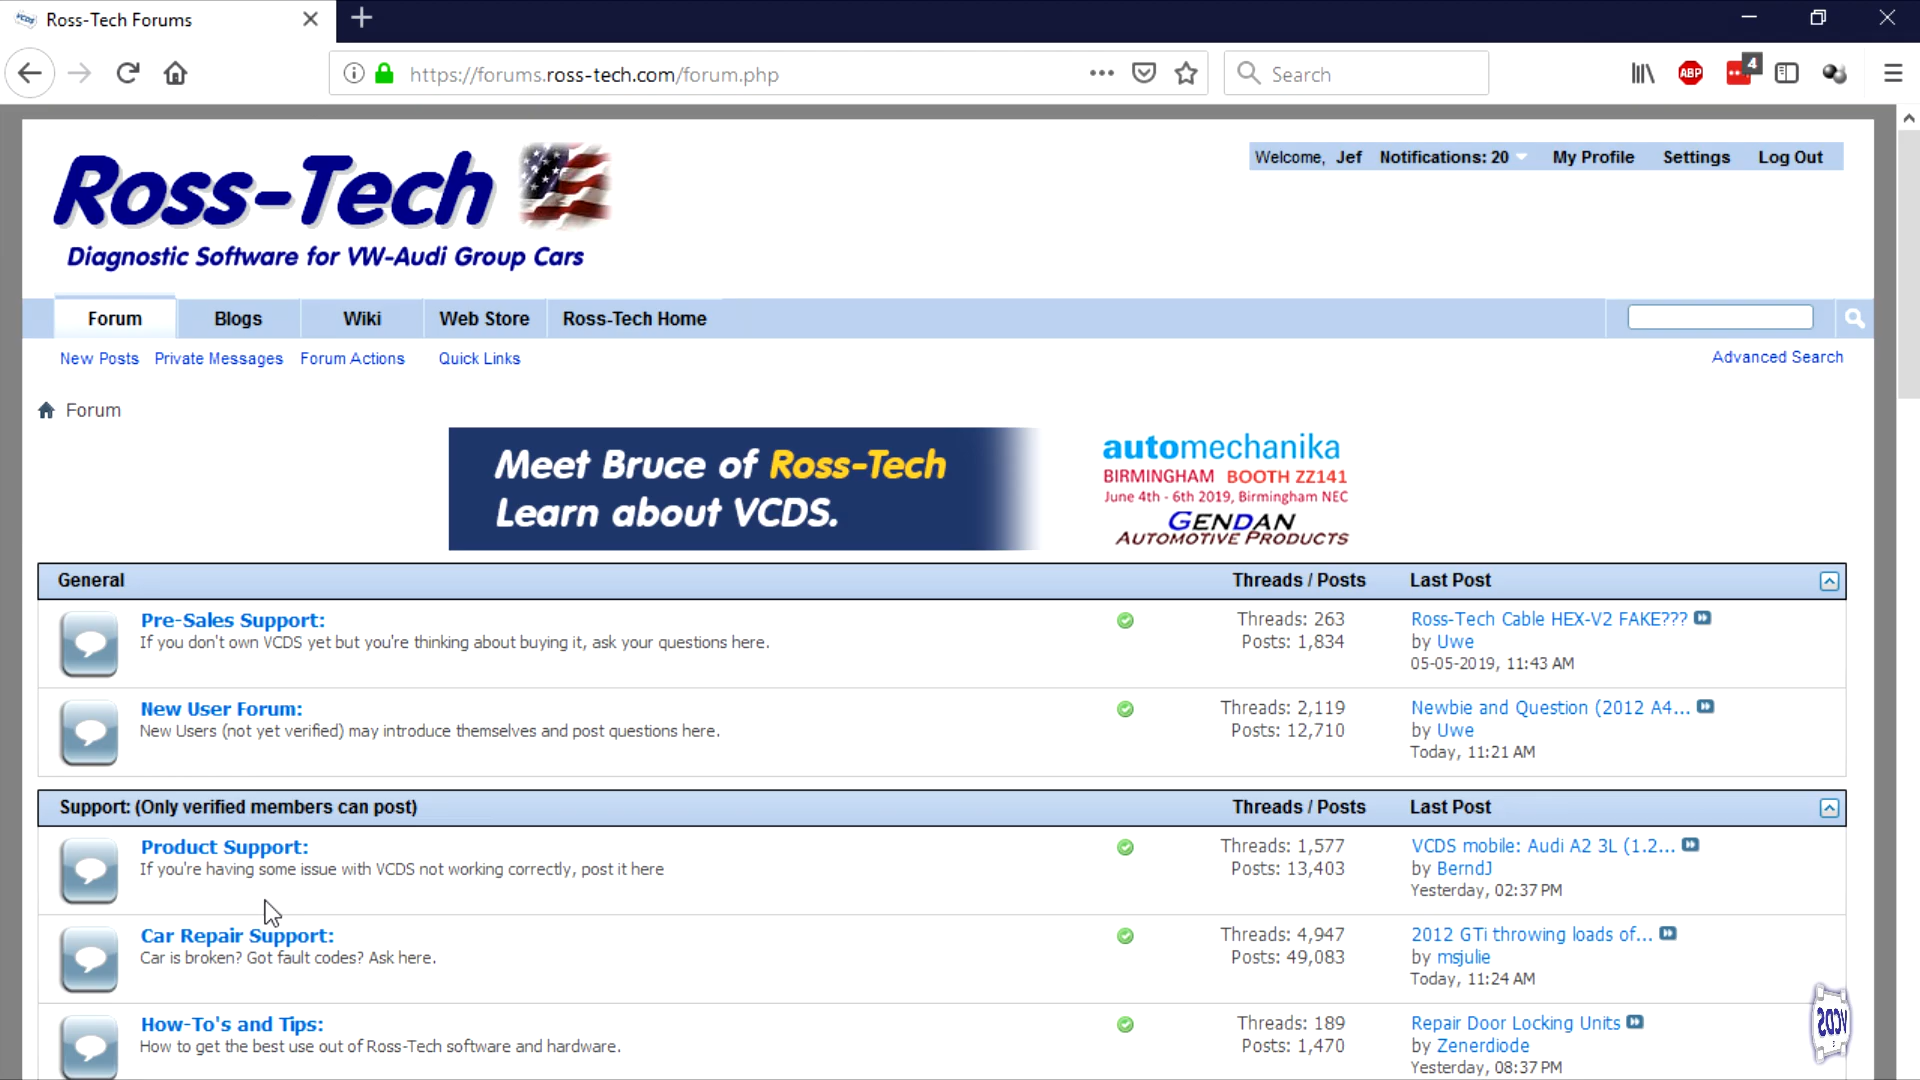 Ross-Tech Forums
https://forums.ross-tech.com/forum.php
Search
ABP
4
Ross-Tech
Diagnostic Software for VW-Audi Group Cars
Welcome, Jef Notifications: 20 My Profile Settings Log Out
Forum Blogs Wiki Web Store Ross-Tech Home
New Posts Private Messages Forum Actions Quick Links
Advanced Search
Forum
Meet Bruce of Ross-Tech
Learn about VCDS.
automechanika
BIRMINGHAM BOOTH ZZ141
June 4th - 6th 2019, Birmingham NEC
GENDAN
AUTOMOTIVE PRODUCTS
General Threads / Posts Last Post
Pre-Sales Support:
If you don't own VCDS yet but you're thinking about buying it, ask your questions here.
Threads: 263
Posts: 1,834
Ross-Tech Cable HEX-V2 FAKE???
by Uwe
05-05-2019, 11:43 AM
New User Forum:
New Users (not yet verified) may introduce themselves and post questions here.
Threads: 2,119
Posts: 12,710
Newbie and Question (2012 A4...
by Uwe
Today, 11:21 AM
Support: (Only verified members can post) Threads / Posts Last Post
Product Support:
If you're having some issue with VCDS not working correctly, post it here
Threads: 1,577
Posts: 13,403
VCDS mobile: Audi A2 3L (1.2...
by BerndJ
Yesterday, 02:37 PM
Car Repair Support:
Car is broken? Got fault codes? Ask here.
Threads: 4,947
Posts: 49,083
2012 GTi throwing loads of...
by msjulie
Today, 11:24 AM
How-To's and Tips:
How to get the best use out of Ross-Tech software and hardware.
Threads: 189
Posts: 1,470
Repair Door Locking Units
by Zenerdiode
Yesterday, 08:37 PM
VCDS